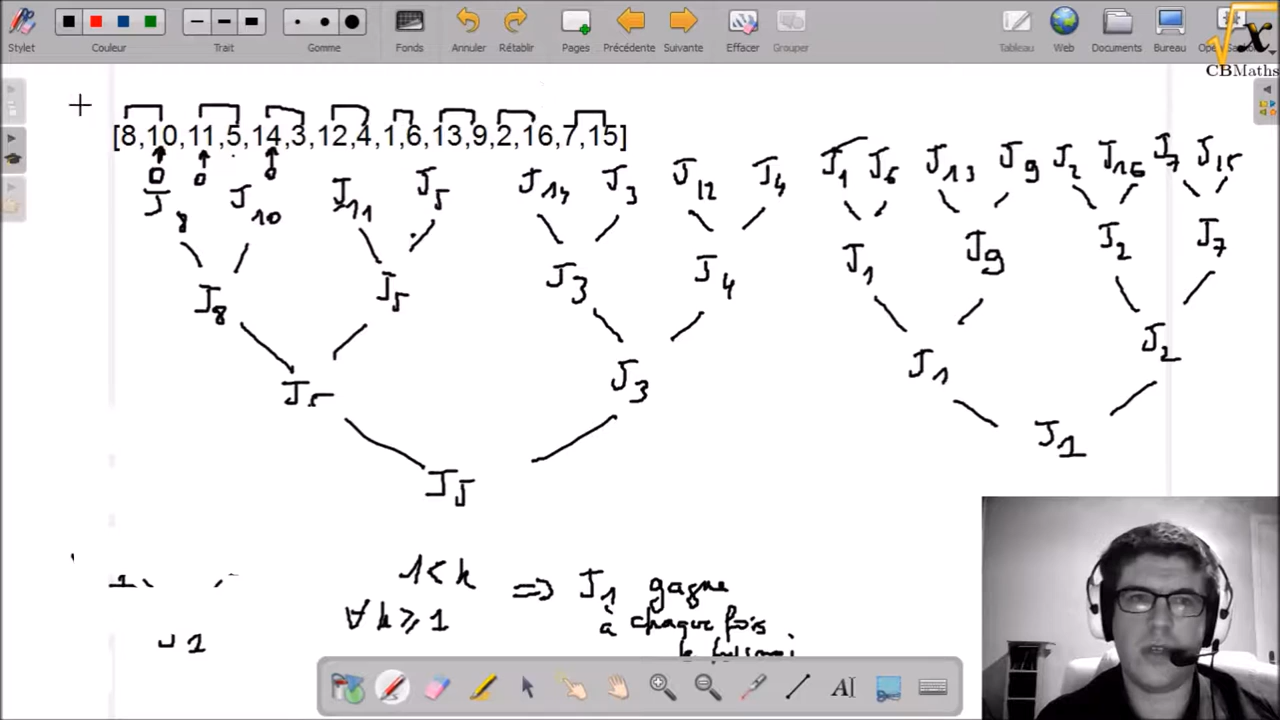 Stylet Couleur Trait Gomme Fonds Annuler Rétablir Pages Précédente Suivante Effacer Grouper Tableau Web Documents Bureau
CBMaths
[8,10,11,5,14,3,12,4,1,6,13,9,2,16,7,15]
0 0 0
J8 J10 J11 J5 J14 J3 J12 J4 J1 J6 J13 J9 J2 J16 J7 J15
J8 J5 J3 J4 J1 J9 J2 J7
J5 J3 J1 J2
J5 J1
1 < k ⇒ J1 gagne
∀ k ⩾ 1 à chaque fois
1
AI